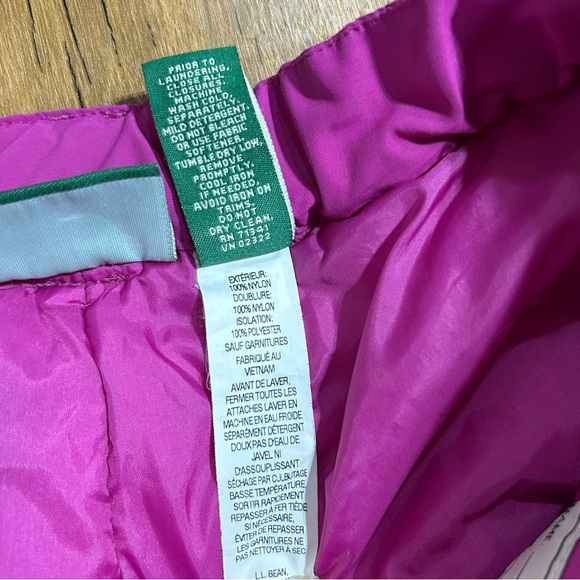 PRIOR TO
LAUNDERING,
CLOSE ALL
CLOSURES.
MACHINE
WASH COLD,
SEPARATELY.
MILD DETERGENT.
DO NOT BLEACH
OR USE FABRIC
SOFTENER.
TUMBLE DRY LOW,
REMOVE
PROMPTLY.
COOL IRON
IF NEEDED.
AVOID IRON ON
TRIMS.
DO NOT
DRY CLEAN.
RN 71341
VN 02322
EXTÉRIEUR:
100% NYLON
DOUBLURE:
100% NYLON
ISOLATION:
100% POLYESTER
SAUF GARNITURES
FABRIQUÉ AU
VIETNAM
AVANT DE LAVER,
FERMER TOUTES LES
ATTACHES LAVER EN
MACHINE EN EAU FROIDE,
SÉPARÉMENT DÉTERGENT
DOUX PAS D'EAU DE
JAVEL NI
D'ASSOUPLISSANT
SÉCHAGE PAR CULBUTAGE
BASSE TEMPÉRATURE,
SORTIR RAPIDEMENT
REPASSER À FER TIÈDE
SI NÉCESSAIRE,
ÉVITER DE REPASSER
LES GARNITURES NE
PAS NETTOYER À SEC
L.L. BEAN,